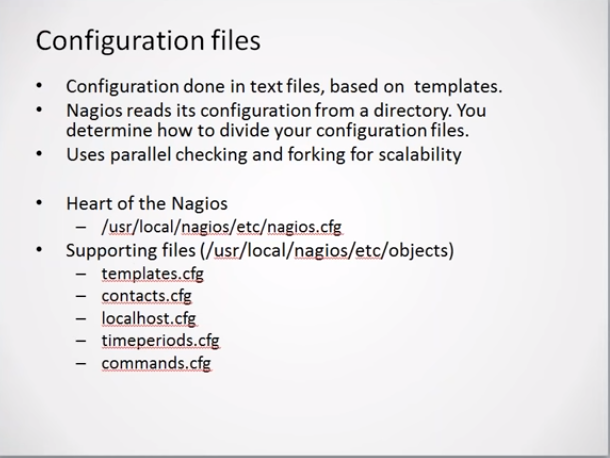 Configuration files
• Configuration done in text files, based on templates.
• Nagios reads its configuration from a directory. You
determine how to divide your configuration files.
• Uses parallel checking and forking for scalability
• Heart of the Nagios
– /usr/local/nagios/etc/nagios.cfg
• Supporting files (/usr/local/nagios/etc/objects)
– templates.cfg
– contacts.cfg
– localhost.cfg
– timeperiods.cfg
– commands.cfg